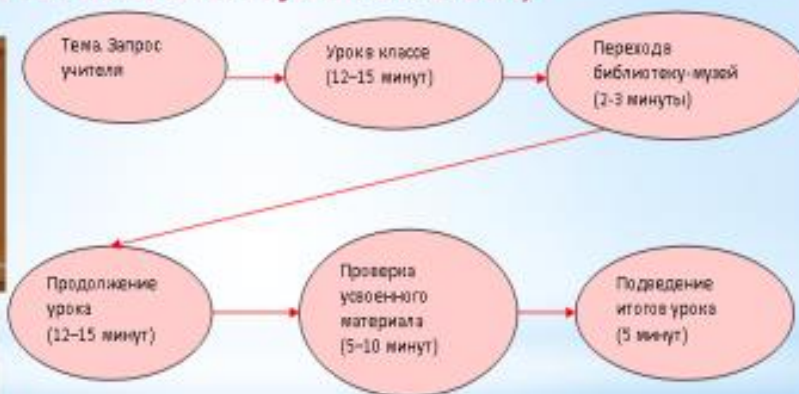 Тема. Запрос
учителя
Урок в классе
(12–15 минут)
Переход в
библиотеку-музей
(2-3 минуты)
Продолжение
урока
(12–15 минут)
Проверка
усвоенного
материала
(5–10 минут)
Подведение
итогов урока
(5 минут)